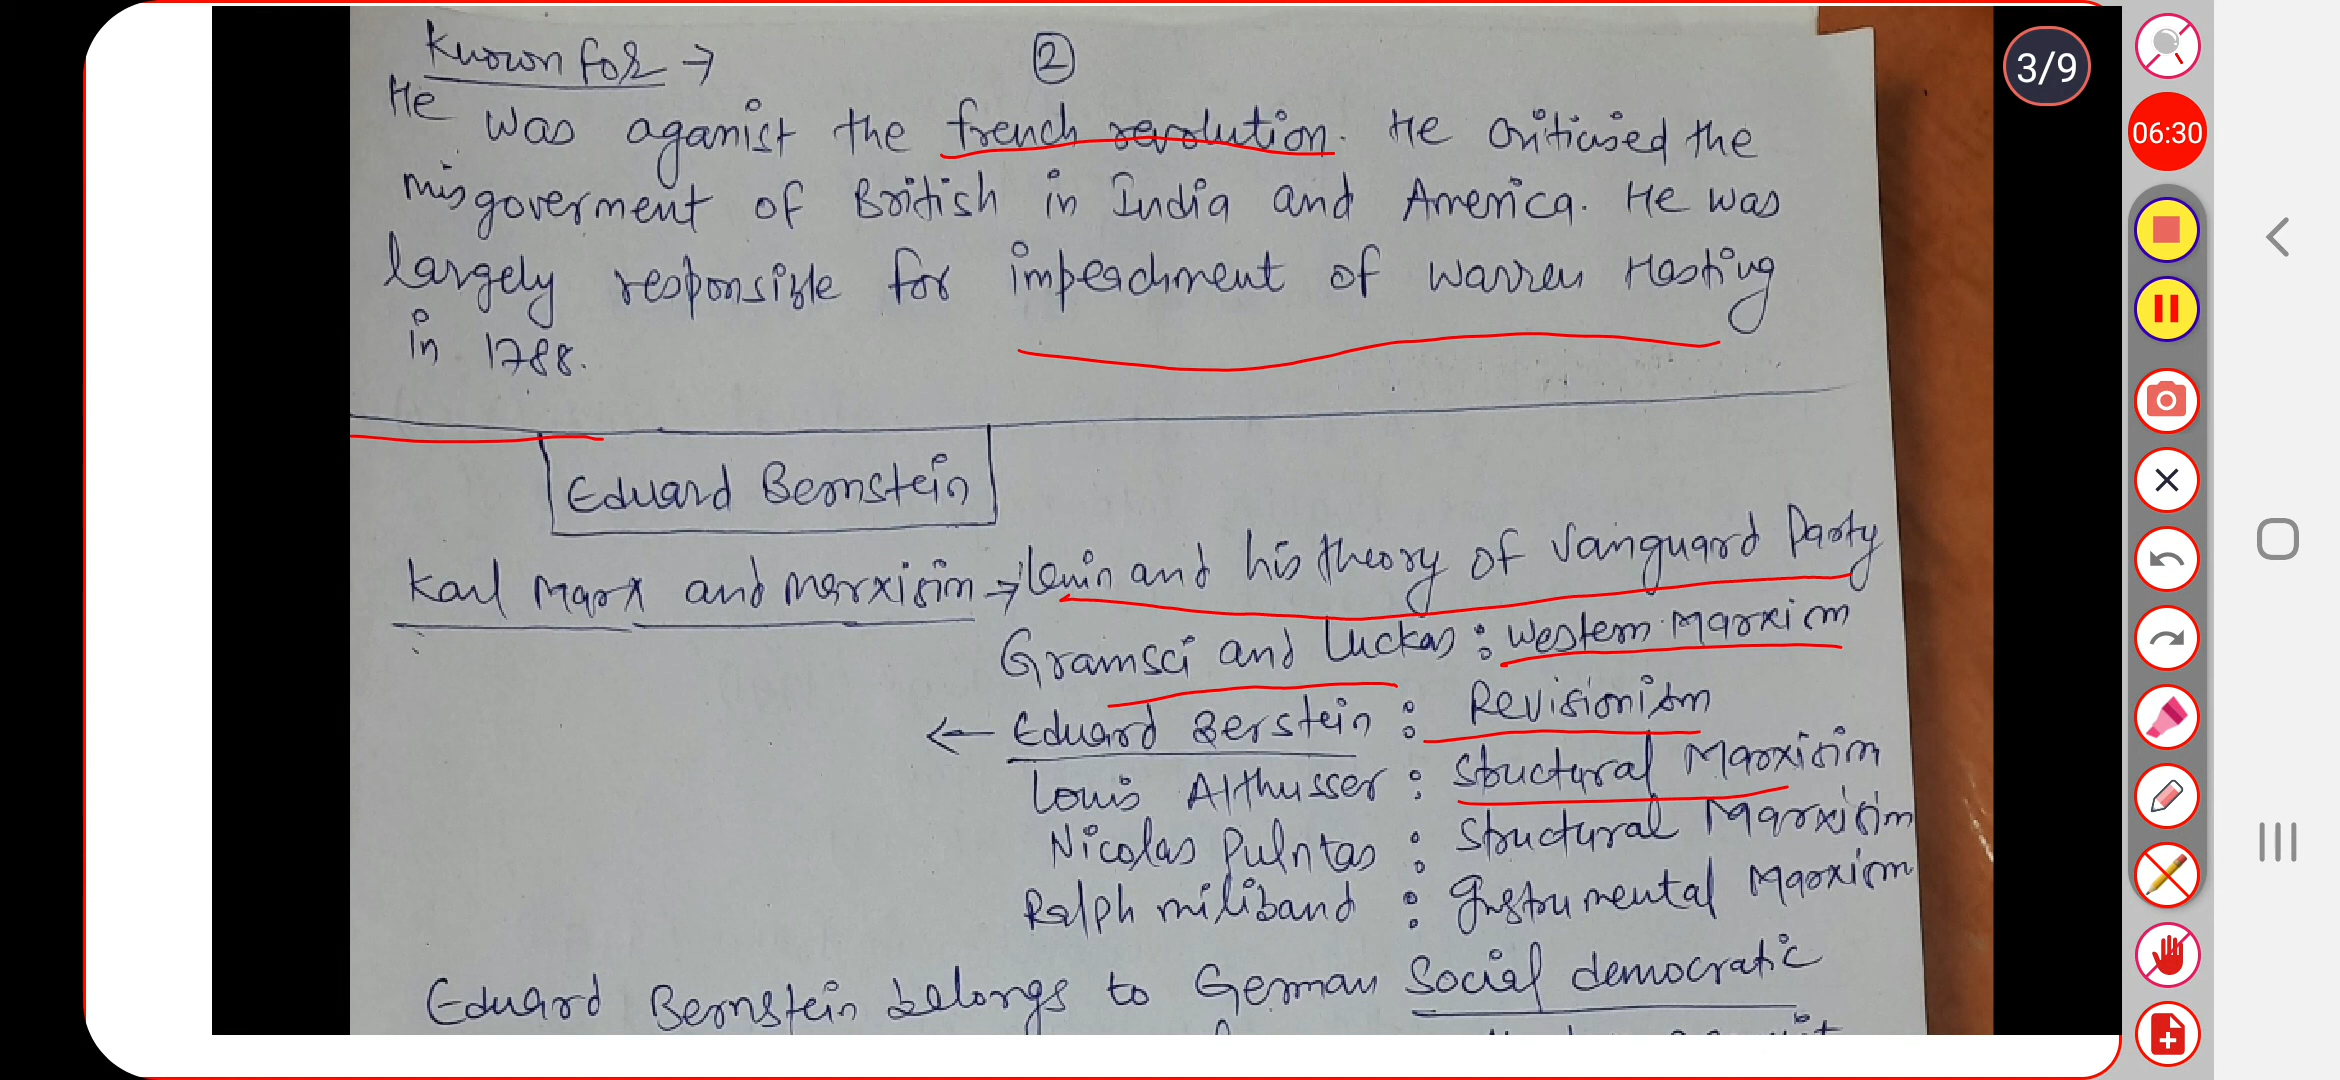 Known for →
②
3/9
06:30
He was aganist the french revolution. He criticised the
misgoverment of British in India and America. He was
largely responsible for impeachment of warren Hasting
in 1788.
Eduard Bernstein
Karl Marx and Marxisim → lenin and his theory of Vanguard Party
Gramsci and Luckas : Western Marxism
← Eduard Berstein : Revisionism
Louis Althusser : Structural Marxisim
Nicolas Pulntas : Structural Marxisim
Ralph miliband : Instrumental Marxism
Eduard Bernstein belongs to German Social democratic